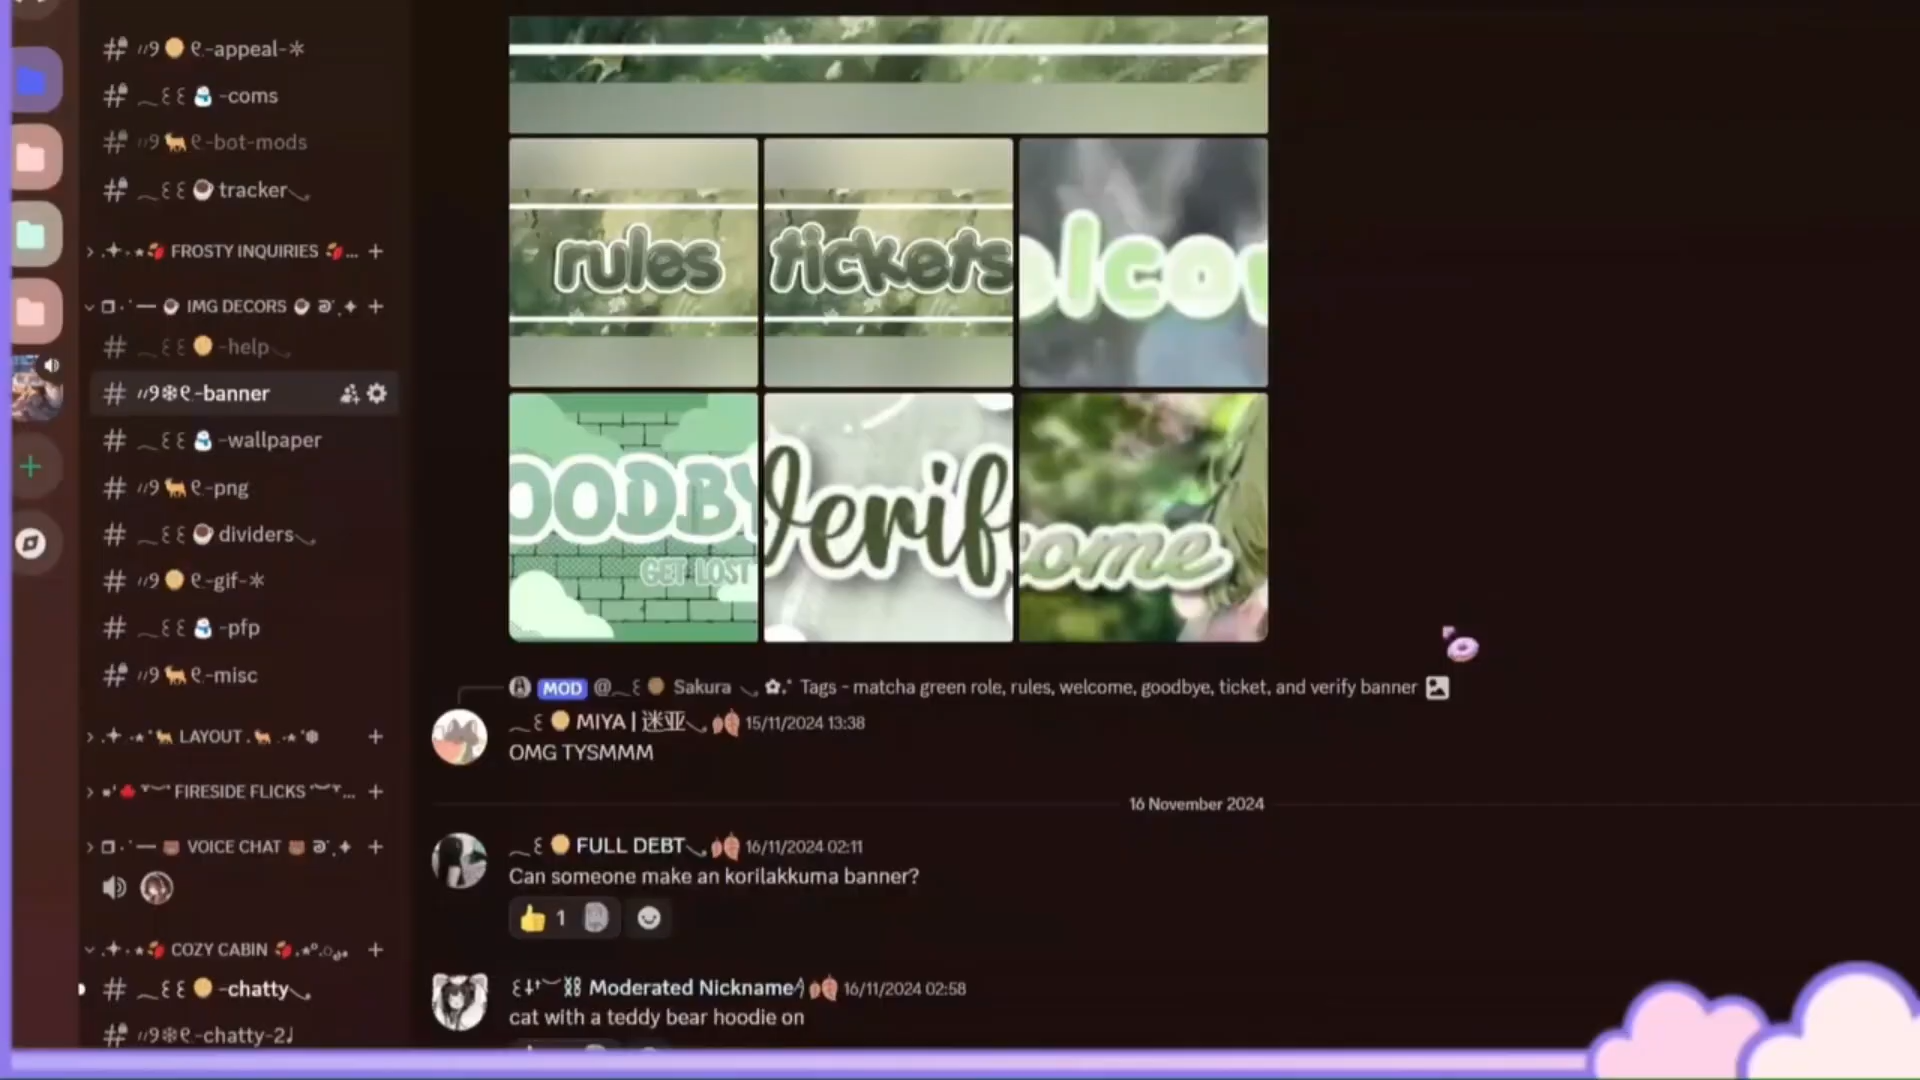 -appeal-
-coms
-bot-mods
tracker
FROSTY INQUIRIES ...
IMG DECORS
-help
-banner
-wallpaper
-png
dividers
-gif-
-pfp
-misc
LAYOUT
FIRESIDE FLICKS ...
VOICE CHAT
COZY CABIN
-chatty
-chatty-2
rules
tickets
elcov
OODBY
GET LOST
Verif
come
MOD @ Sakura Tags - matcha green role, rules, welcome, goodbye, ticket, and verify banner
MIYA | 迷亚 15/11/2024 13:38
OMG TYSMMM
16 November 2024
FULL DEBT 16/11/2024 02:11
Can someone make an korilakkuma banner?
👍 1
Moderated Nickname 16/11/2024 02:58
cat with a teddy bear hoodie on